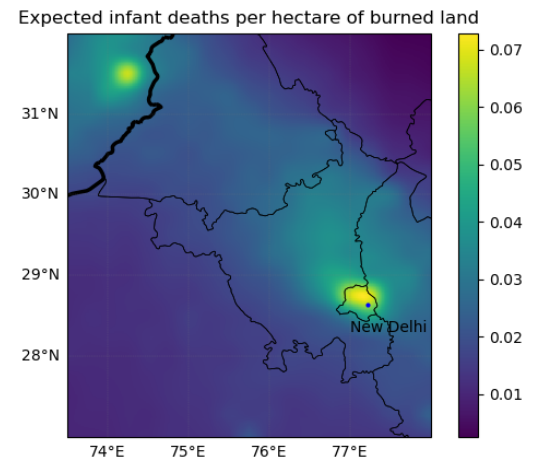 Expected infant deaths per hectare of burned land
31°N
30°N
29°N
28°N
74°E 75°E 76°E 77°E
New Delhi
0.07
0.06
0.05
0.04
0.03
0.02
0.01